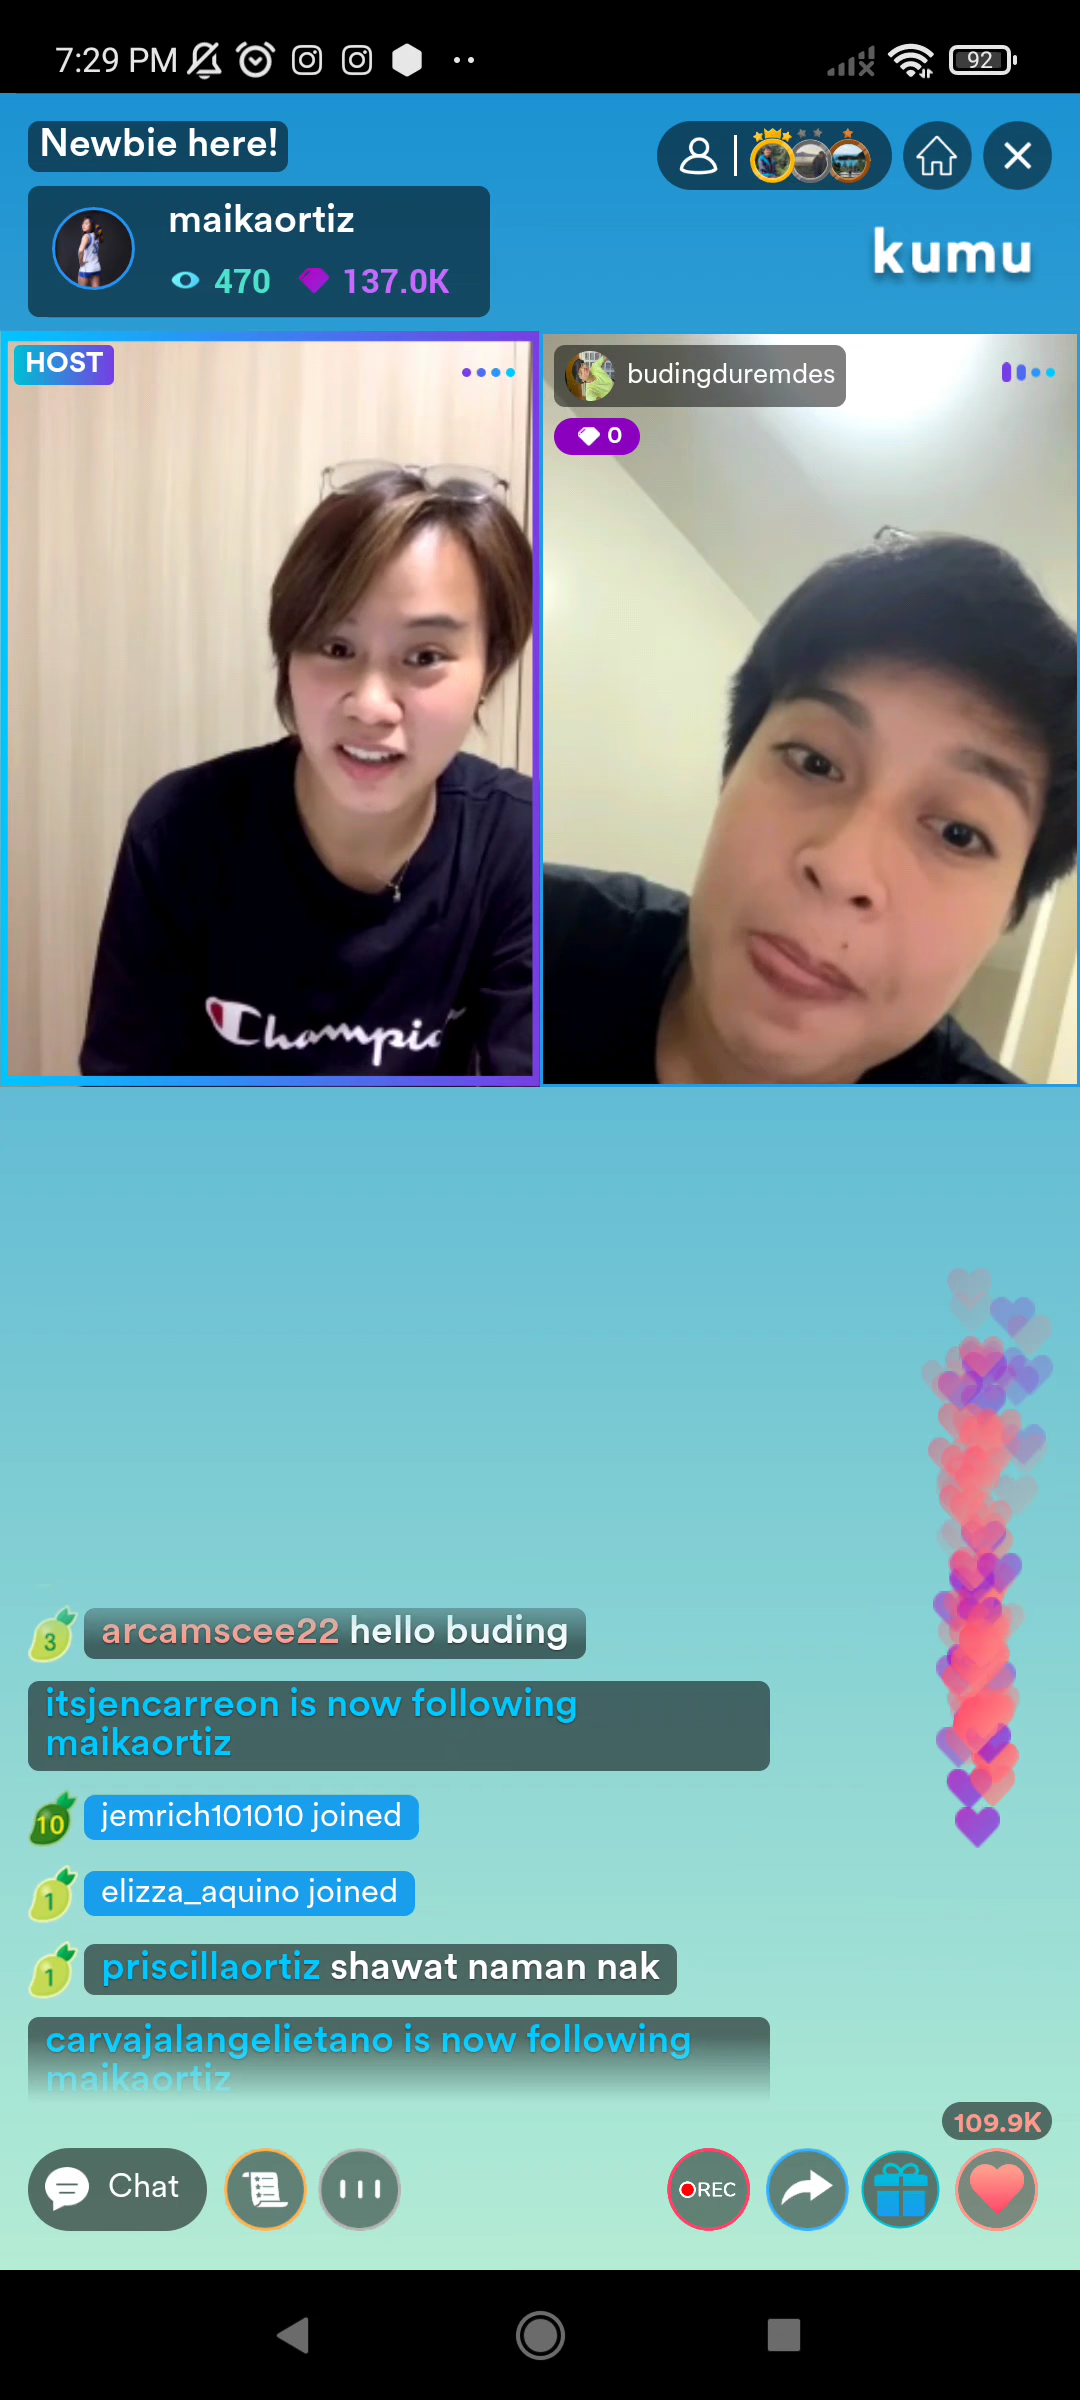 7:29 PM
92
Newbie here!
maikaortiz
470 137.0K
kumu
HOST
budingduremdes
0
Champio
3 arcamscee22 hello buding
itsjencarreon is now following
maikaortiz
10 jemrich101010 joined
1 elizza_aquino joined
1 priscillaortiz shawat naman nak
carvajalangelietano is now following
maikaortiz
109.9K
Chat
REC